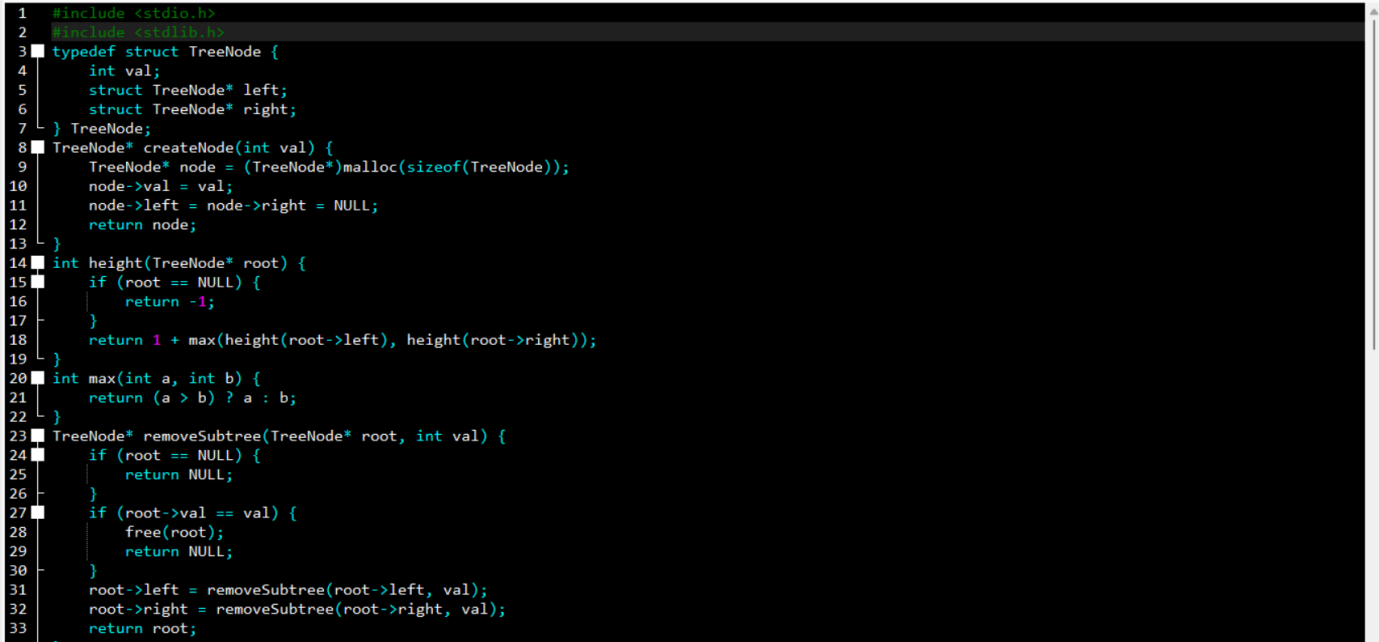 1 #include <stdio.h>
2 #include <stdlib.h>
3 typedef struct TreeNode {
4     int val;
5     struct TreeNode* left;
6     struct TreeNode* right;
7 } TreeNode;
8 TreeNode* createNode(int val) {
9     TreeNode* node = (TreeNode*)malloc(sizeof(TreeNode));
10     node->val = val;
11     node->left = node->right = NULL;
12     return node;
13 }
14 int height(TreeNode* root) {
15     if (root == NULL) {
16         return -1;
17     }
18     return 1 + max(height(root->left), height(root->right));
19 }
20 int max(int a, int b) {
21     return (a > b) ? a : b;
22 }
23 TreeNode* removeSubtree(TreeNode* root, int val) {
24     if (root == NULL) {
25         return NULL;
26     }
27     if (root->val == val) {
28         free(root);
29         return NULL;
30     }
31     root->left = removeSubtree(root->left, val);
32     root->right = removeSubtree(root->right, val);
33     return root;